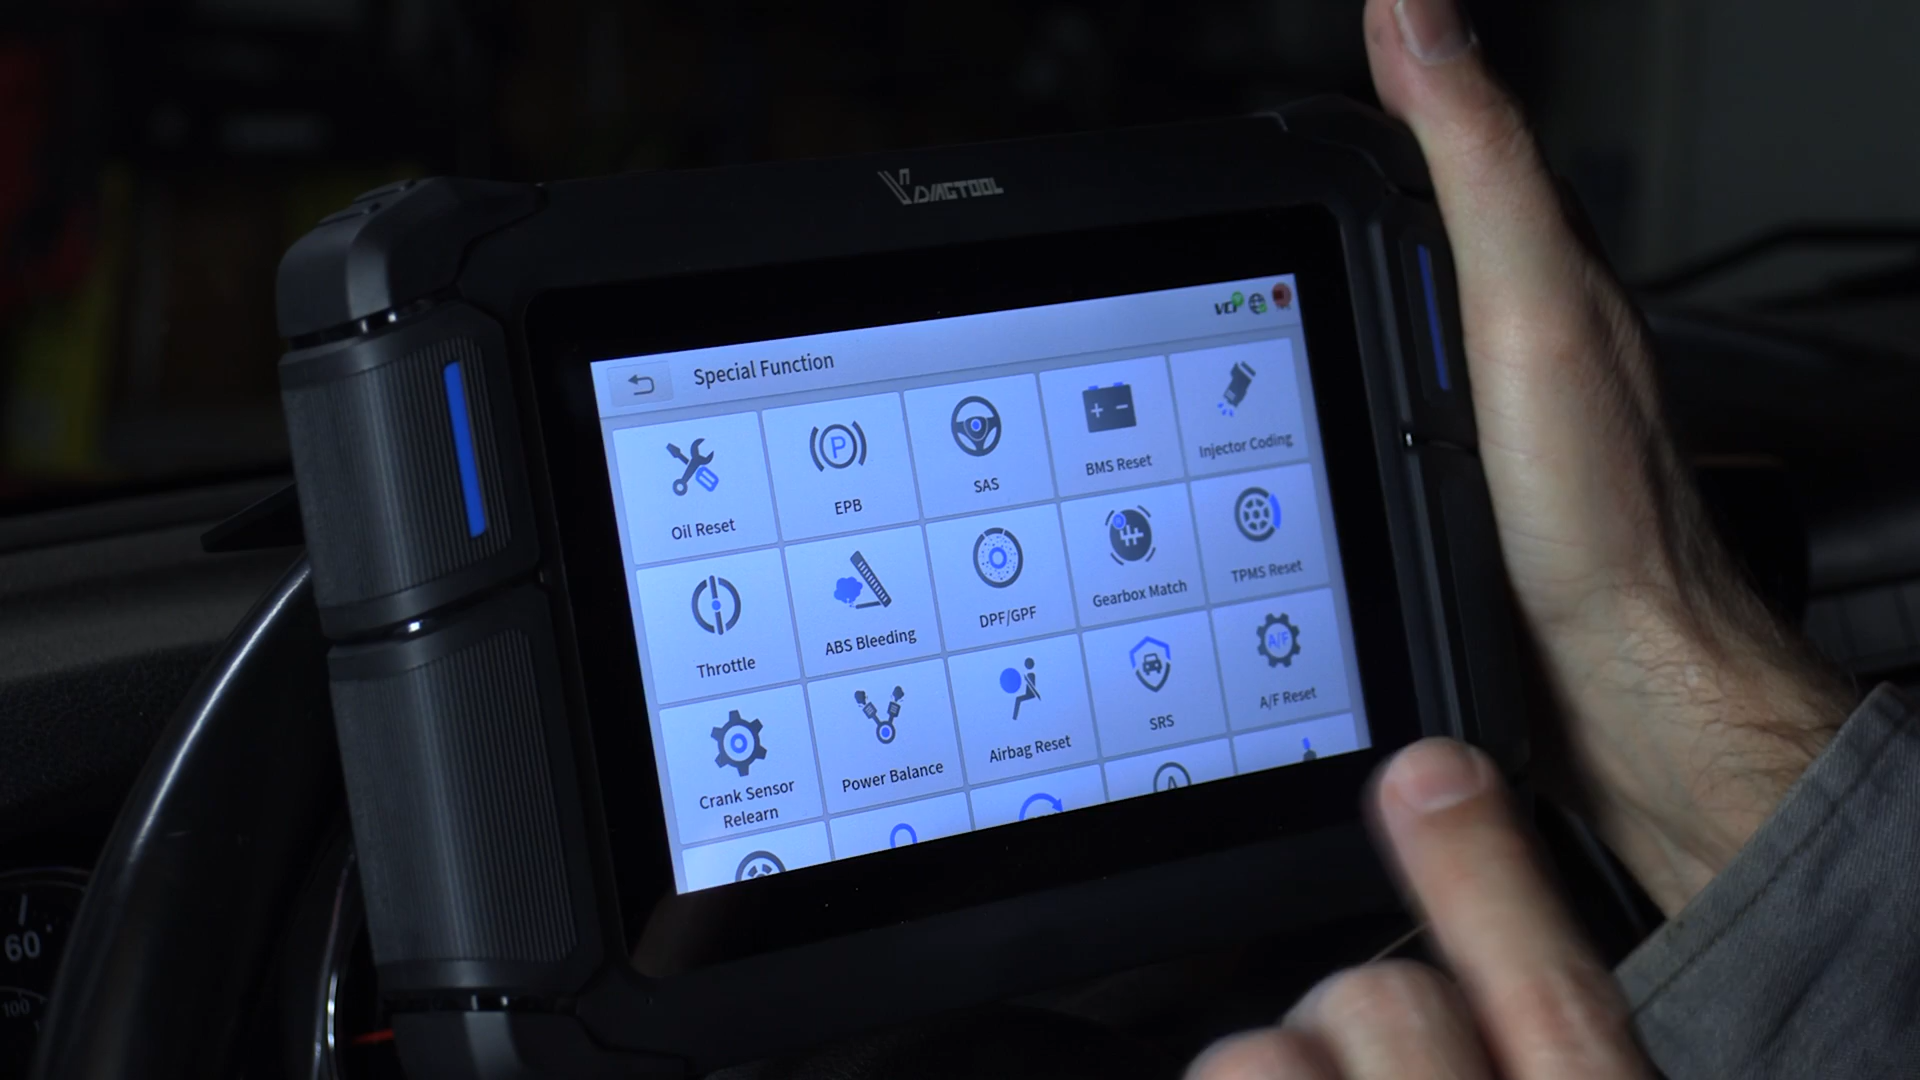 VDIAGTOOL
VCI
Special Function
Oil Reset
EPB
SAS
BMS Reset
Injector Coding
Throttle
ABS Bleeding
DPF/GPF
Gearbox Match
TPMS Reset
Crank Sensor
Relearn
Power Balance
Airbag Reset
SRS
A/F
A/F Reset
60
100